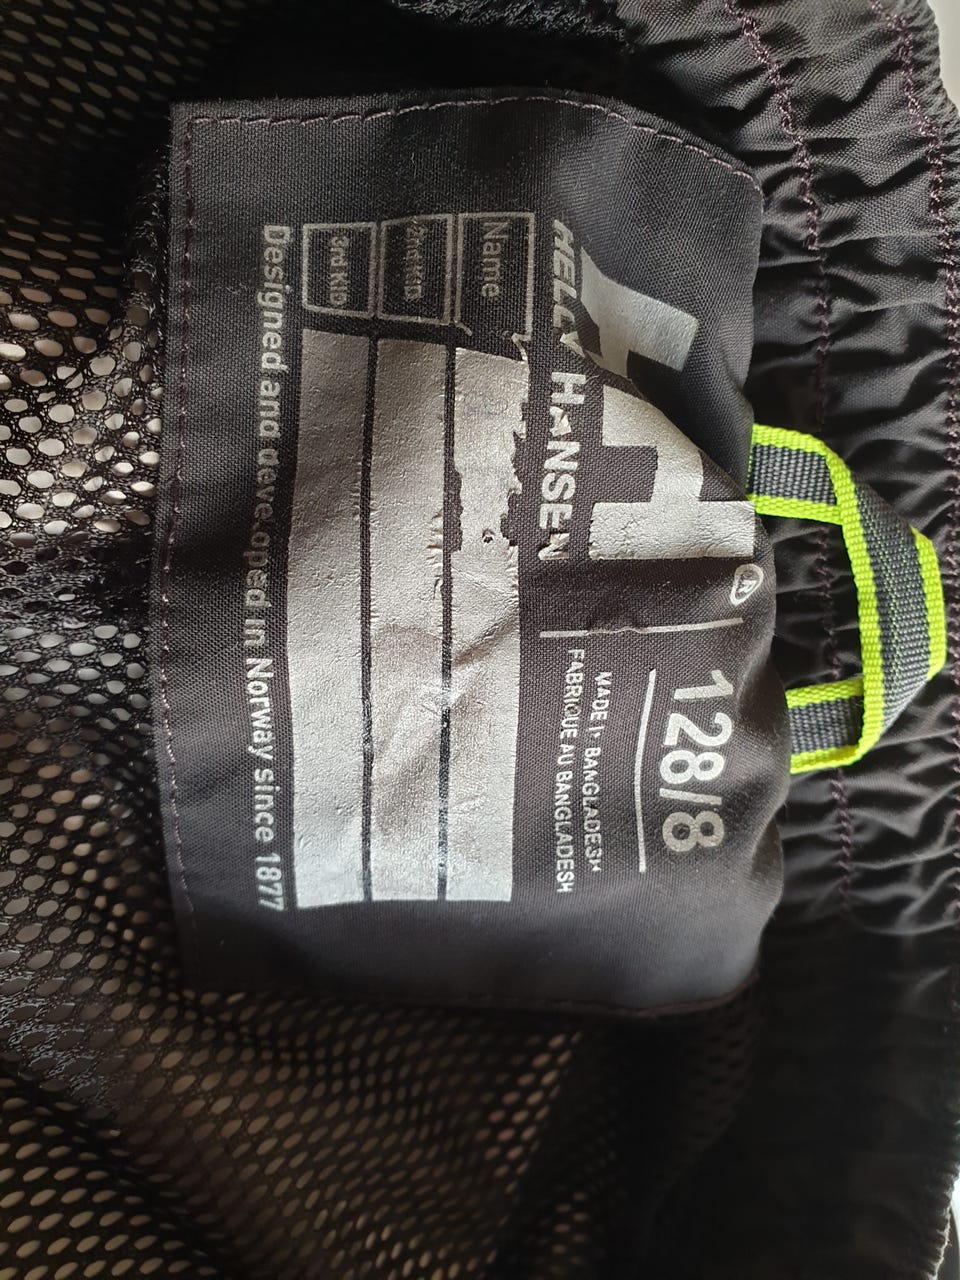 HELLY HANSEN
®
128/8
MADE IN BANGLADESH
FABRIQUE AU BANGLADESH
Name
2nd Kid
3rd Kid
Designed and developed in Norway since 1877